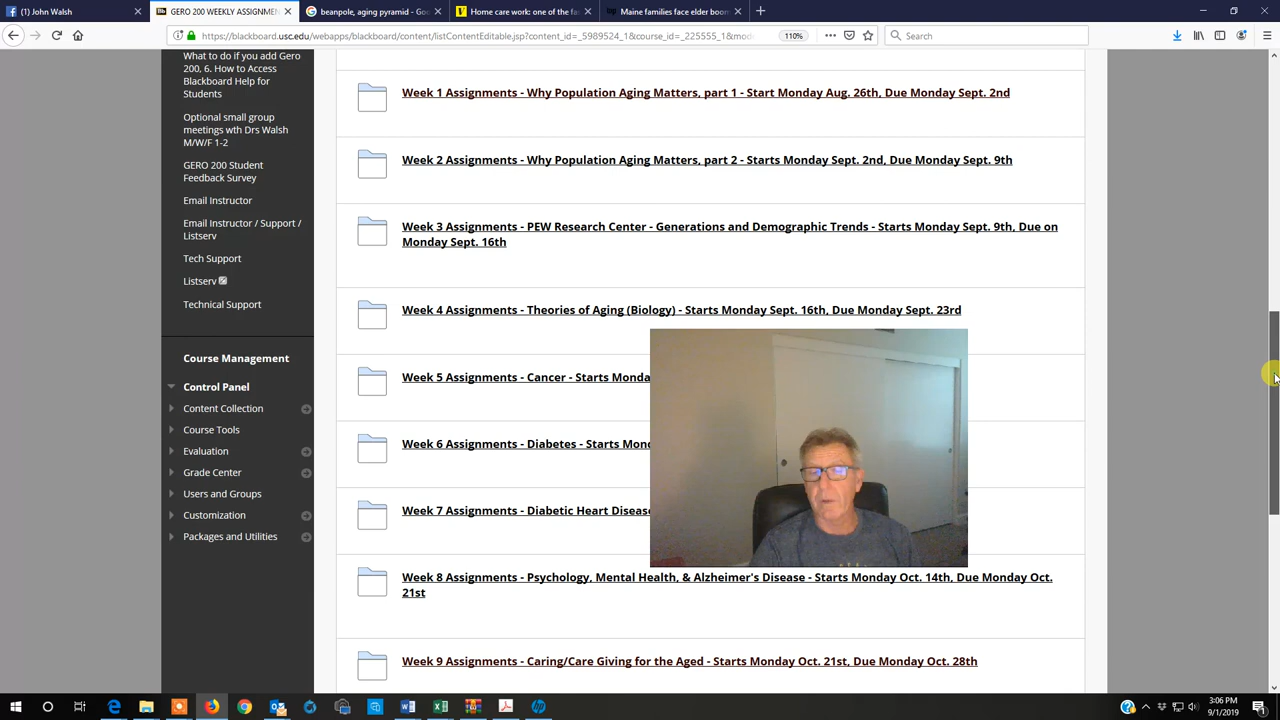 (1) John Walsh
GERO 200 WEEKLY ASSIGNMEN
beanpole, aging pyramid - Goo
Home care work: one of the fa
Maine families face elder boom
https://blackboard.usc.edu/webapps/blackboard/content/listContentEditable.jsp?content_id=_5989524_1&course_id=_225555_1&mode
110%
Search
What to do if you add Gero
200, 6. How to Access
Blackboard Help for
Students
Optional small group
meetings wth Drs Walsh
M/W/F 1-2
GERO 200 Student
Feedback Survey
Email Instructor
Email Instructor / Support /
Listserv
Tech Support
Listserv
Technical Support
Course Management
Control Panel
Content Collection
Course Tools
Evaluation
Grade Center
Users and Groups
Customization
Packages and Utilities
Week 1 Assignments - Why Population Aging Matters, part 1 - Start Monday Aug. 26th, Due Monday Sept. 2nd
Week 2 Assignments - Why Population Aging Matters, part 2 - Starts Monday Sept. 2nd, Due Monday Sept. 9th
Week 3 Assignments - PEW Research Center - Generations and Demographic Trends - Starts Monday Sept. 9th, Due on
Monday Sept. 16th
Week 4 Assignments - Theories of Aging (Biology) - Starts Monday Sept. 16th, Due Monday Sept. 23rd
Week 5 Assignments - Cancer - Starts Monda
Week 6 Assignments - Diabetes - Starts Mon
Week 7 Assignments - Diabetic Heart Disease
Week 8 Assignments - Psychology, Mental Health, & Alzheimer's Disease - Starts Monday Oct. 14th, Due Monday Oct.
21st
Week 9 Assignments - Caring/Care Giving for the Aged - Starts Monday Oct. 21st, Due Monday Oct. 28th
3:06 PM
9/1/2019